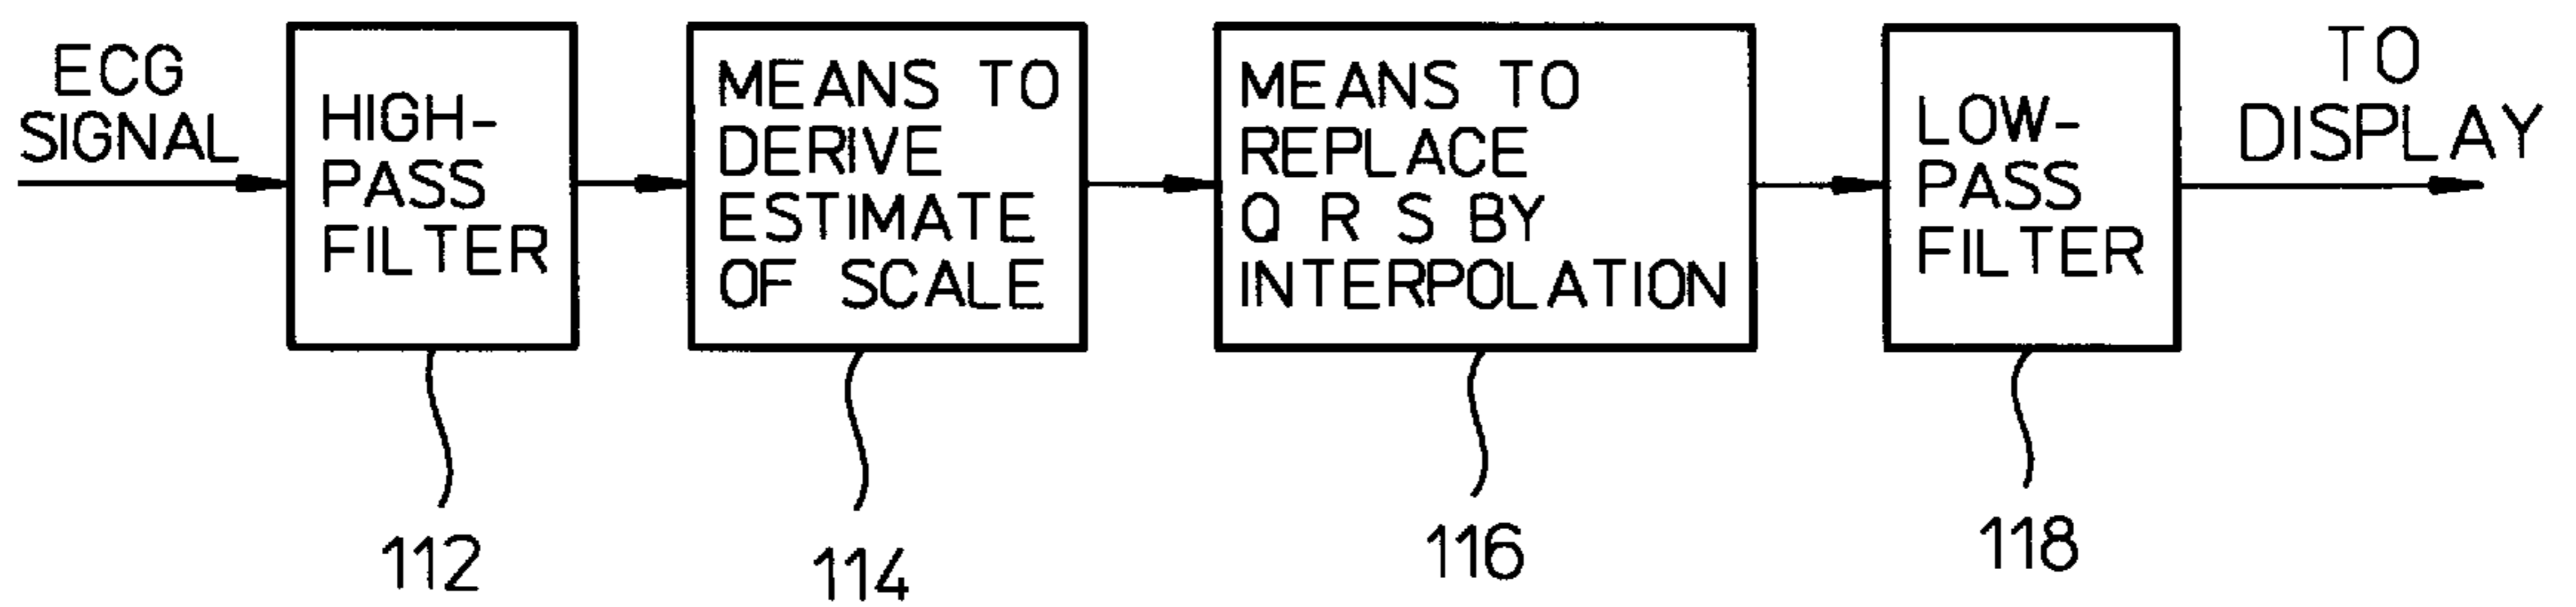 ECG
SIGNAL
HIGH-
PASS
FILTER
MEANS TO
DERIVE
ESTIMATE
OF SCALE
MEANS TO
REPLACE
Q R S BY
INTERPOLATION
LOW-
PASS
FILTER
TO
DISPLAY
112
114
116
118